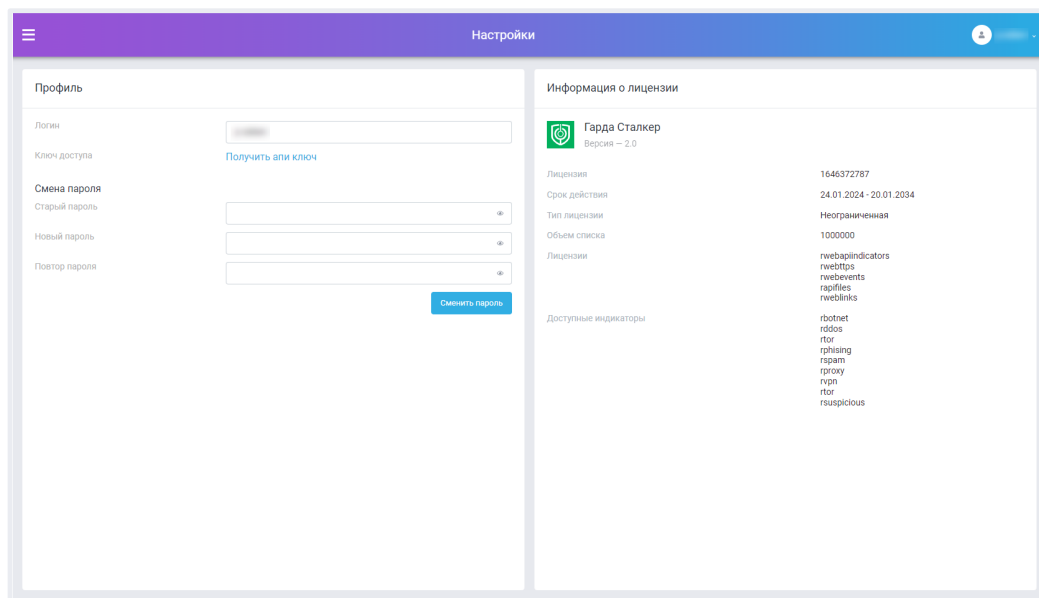 Настройки
Профиль
Логин
Ключ доступа Получить апи ключ
Смена пароля
Старый пароль
Новый пароль
Повтор пароля
Сменить пароль
Информация о лицензии
Гарда Сталкер
Версия — 2.0
Лицензия 1646372787
Срок действия 24.01.2024 - 20.01.2034
Тип лицензии Неограниченная
Объем списка 1000000
Лицензии rwebapiindicators
rwebttps
rwebevents
rapifiles
rweblinks
Доступные индикаторы rbotnet
rddos
rtor
rphising
rspam
rproxy
rvpn
rtor
rsuspicious